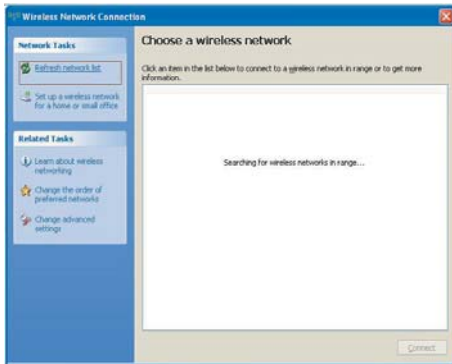 Wireless Network Connection
Network Tasks
Refresh network list
Set up a wireless network
for a home or small office
Related Tasks
Learn about wireless
networking
Change the order of
preferred networks
Change advanced
settings
Choose a wireless network
Click an item in the list below to connect to a wireless network in range or to get more
information.
Searching for wireless networks in range...
Connect